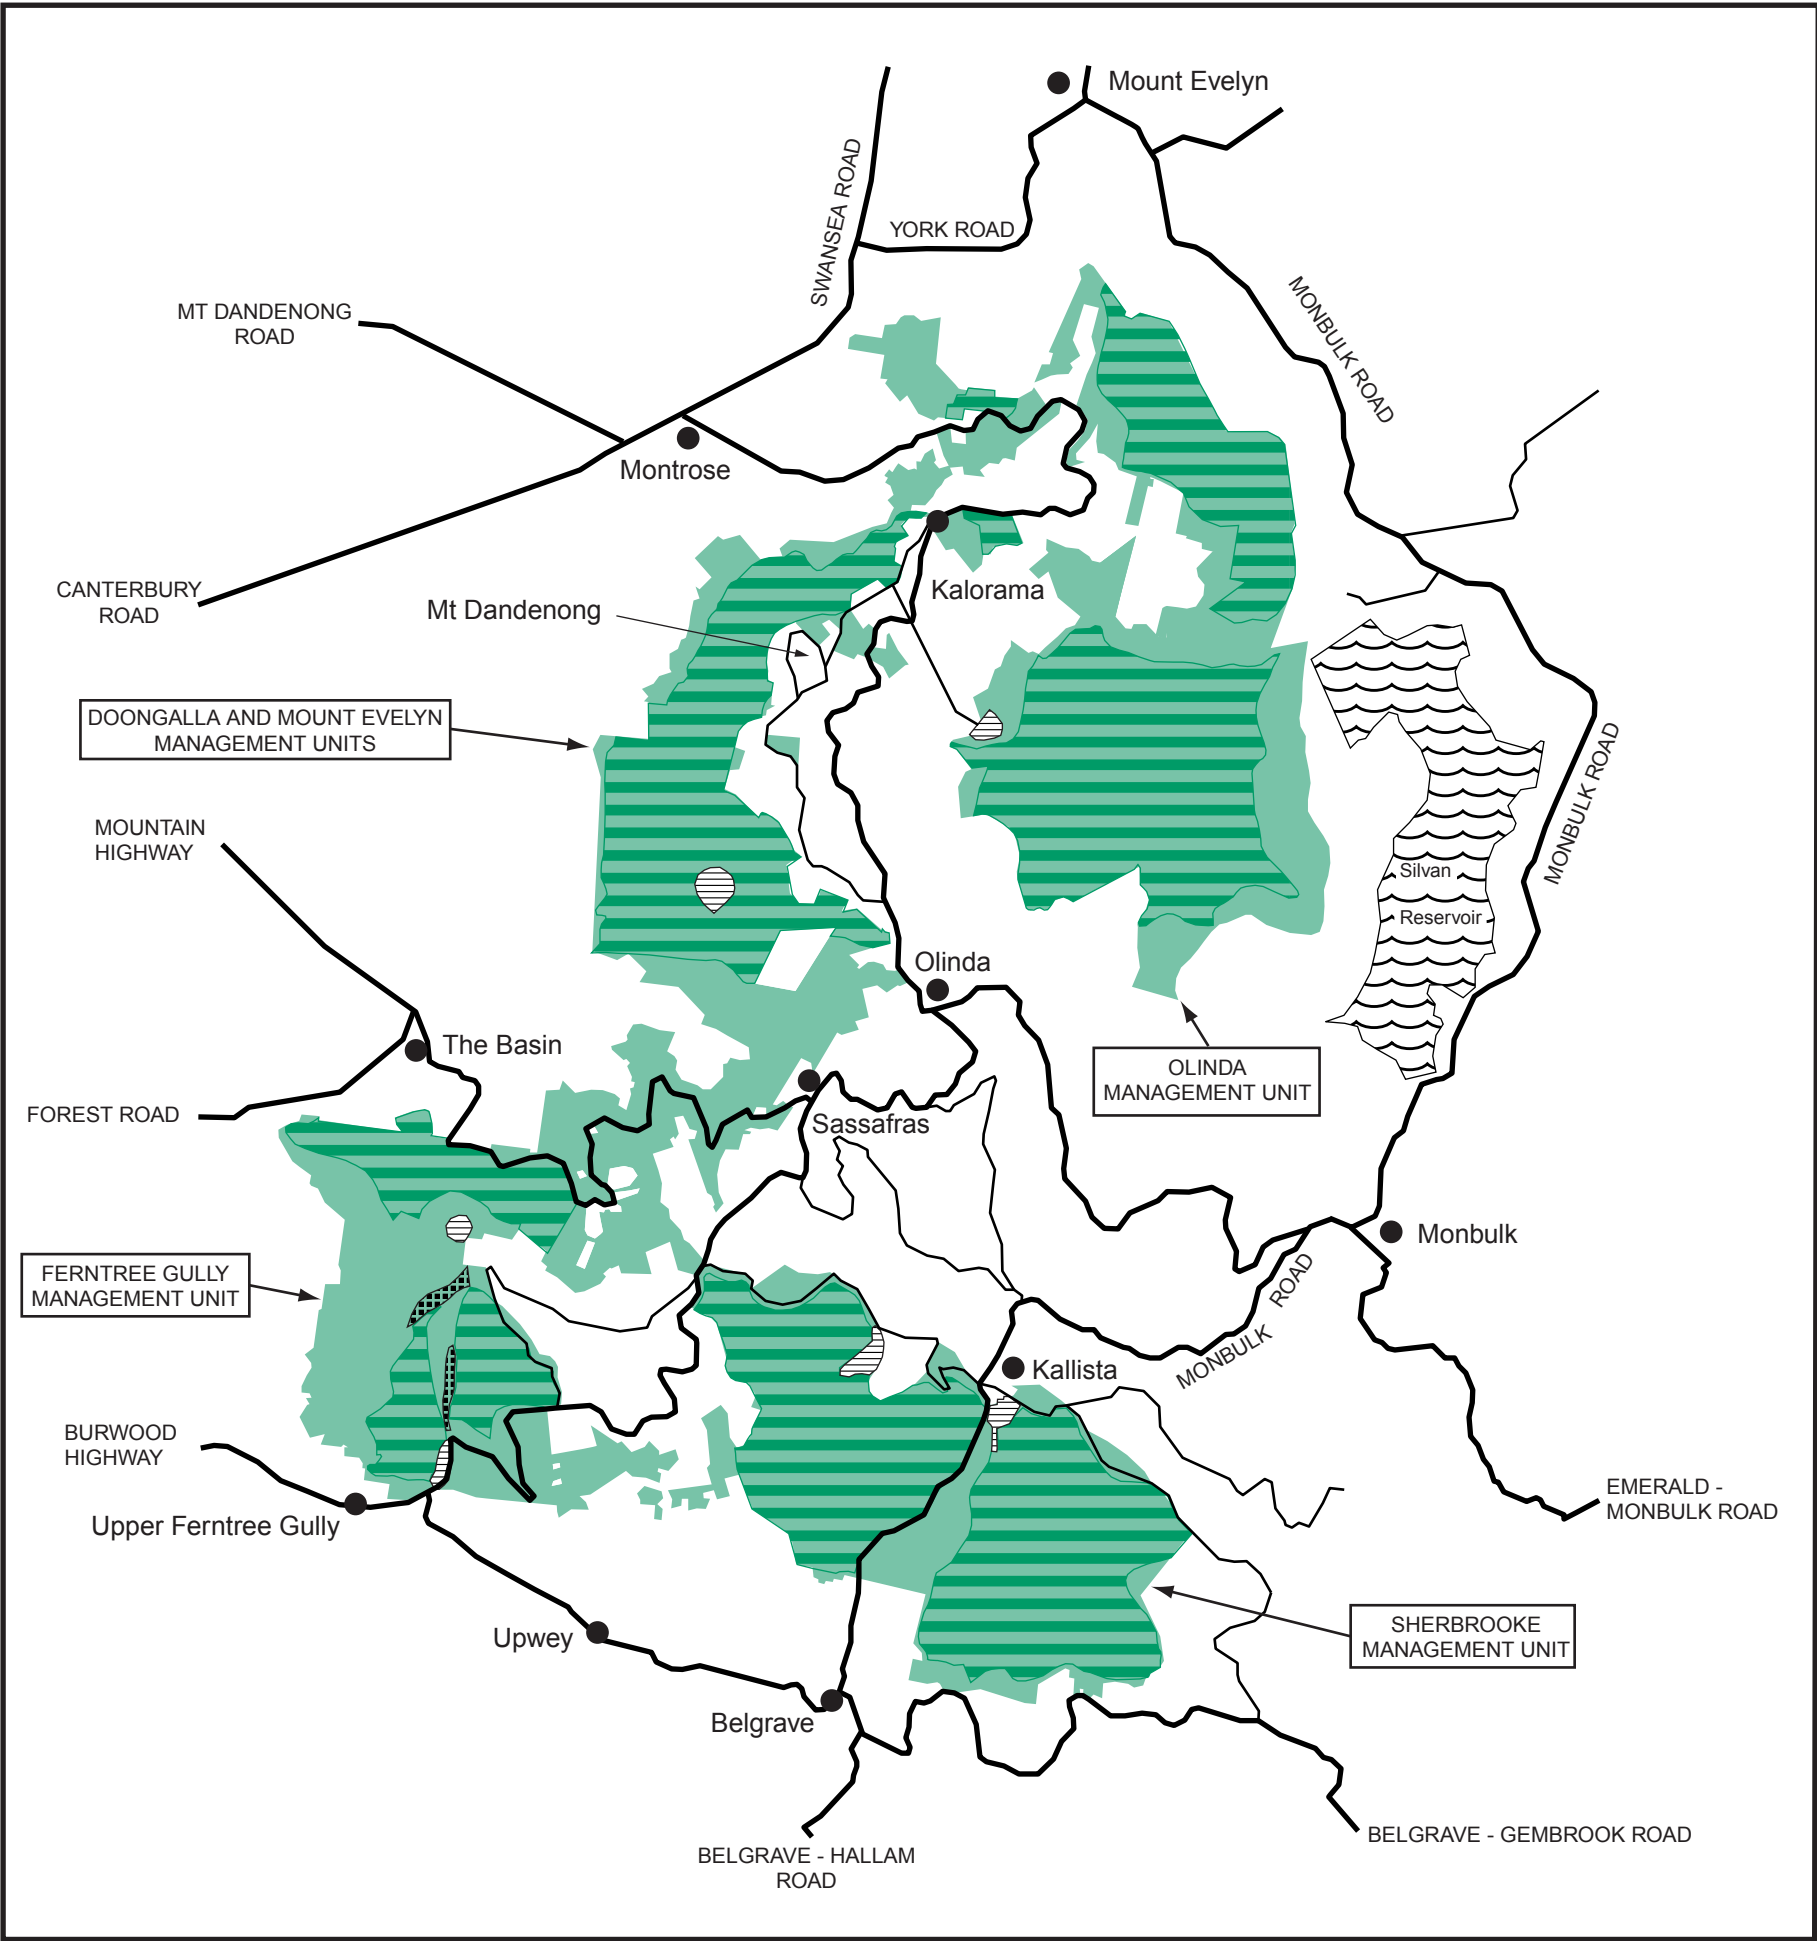 Mount Evelyn
SWANSEA ROAD
YORK ROAD
MT DANDENONG
ROAD
MONBULK ROAD
Montrose
CANTERBURY
ROAD
Kalorama
Mt Dandenong
DOONGALLA AND MOUNT EVELYN
MANAGEMENT UNITS
MONBULK ROAD
MOUNTAIN
HIGHWAY
Silvan
Reservoir
Olinda
The Basin
OLINDA
MANAGEMENT UNIT
FOREST ROAD
Sassafras
Monbulk
FERNTREE GULLY
MANAGEMENT UNIT
MONBULK ROAD
Kallista
BURWOOD
HIGHWAY
EMERALD -
MONBULK ROAD
Upper Ferntree Gully
SHERBROOKE
MANAGEMENT UNIT
Upwey
Belgrave
BELGRAVE - GEMBROOK ROAD
BELGRAVE - HALLAM
ROAD